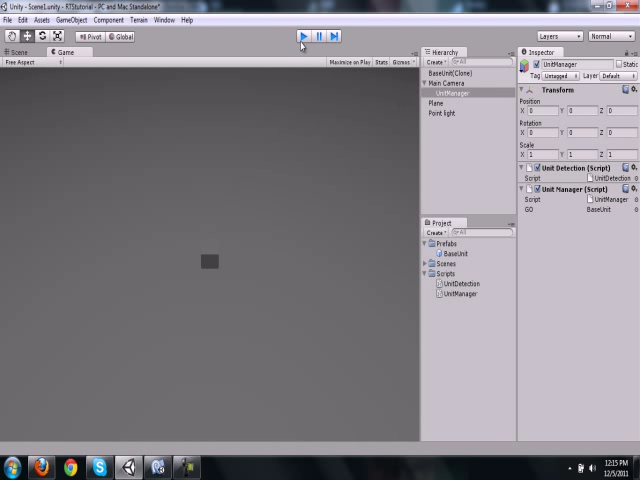 Unity - Scene1.unity - RTStutorial - PC and Mac Standalone*
File Edit Assets GameObject Component Terrain Window Help
Pivot Global Layers Normal
Scene Game Hierarchy Inspector
Free Aspect Maximize on Play Stats Gizmos Create All UnitManager Static
BaseUnit(Clone) Tag Untagged Layer Default
Main Camera Transform
UnitManager
Plane Position
Point light X 0 Y 0 Z 0
Rotation
X 0 Y 0 Z 0
Scale
X 1 Y 1 Z 1
Unit Detection (Script)
Script UnitDetection
Unit Manager (Script)
Script UnitManager
GO BaseUnit
Project
Create All
Prefabs
BaseUnit
Scenes
Scripts
UnitDetection
UnitManager
12:15 PM
12/5/2011